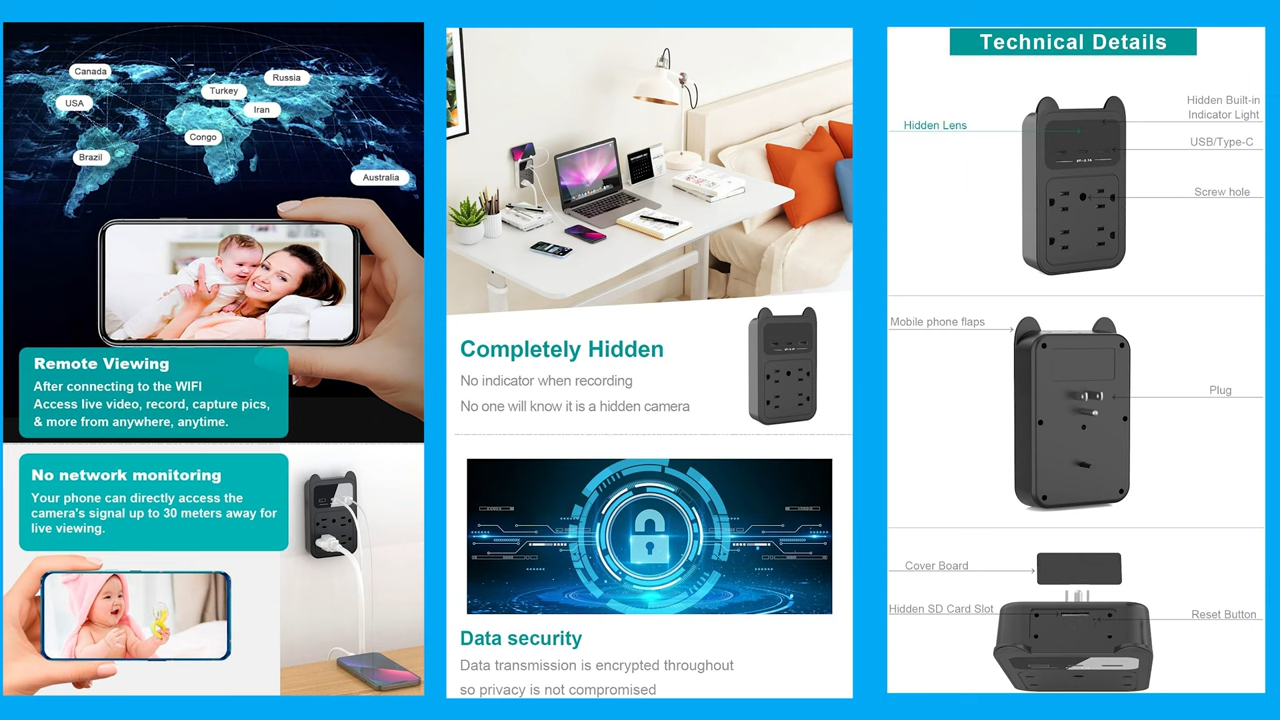 Canada
USA
Brazil
Turkey
Russia
Iran
Congo
Australia
Remote Viewing
After connecting to the WIFI
Access live video, record, capture pics,
& more from anywhere, anytime.
No network monitoring
Your phone can directly access the
camera's signal up to 30 meters away for
live viewing.
Completely Hidden
No indicator when recording
No one will know it is a hidden camera
Data security
Data transmission is encrypted throughout
so privacy is not compromised
Technical Details
Hidden Lens
Hidden Built-in
Indicator Light
USB/Type-C
Screw hole
Mobile phone flaps
Plug
Cover Board
Hidden SD Card Slot
Reset Button